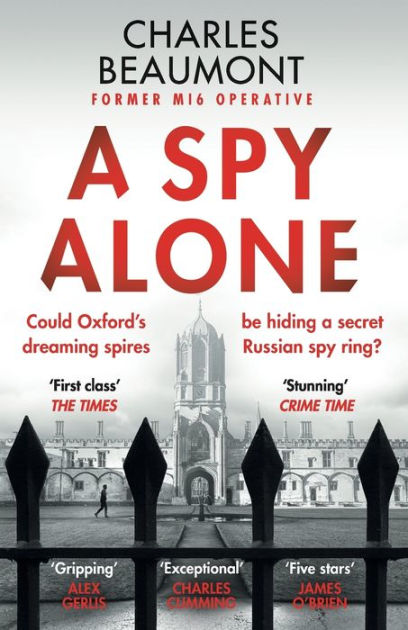 CHARLES
BEAUMONT
FORMER MI6 OPERATIVE
A SPY
ALONE
Could Oxford's
dreaming spires
be hiding a secret
Russian spy ring?
'First class'
THE TIMES
'Stunning'
CRIME TIME
'Gripping'
ALEX
GERLIS
'Exceptional'
CHARLES
CUMMING
'Five stars'
JAMES
O'BRIEN